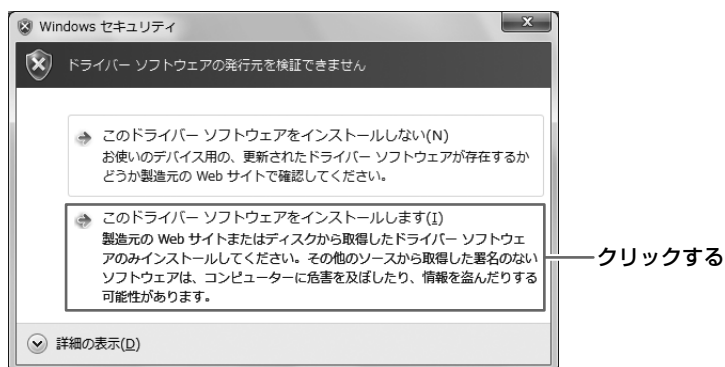 Windows セキュリティ
ドライバー ソフトウェアの発行元を検証できません
このドライバー ソフトウェアをインストールしない(N)
お使いのデバイス用の、更新されたドライバー ソフトウェアが存在するか
どうか製造元の Web サイトで確認してください。
このドライバー ソフトウェアをインストールします(I)
製造元の Web サイトまたはディスクから取得したドライバー ソフトウェ
アのみインストールしてください。その他のソースから取得した署名のない
ソフトウェアは、コンピューターに危害を及ぼしたり、情報を盗んだりする
可能性があります。
クリックする
詳細の表示(D)